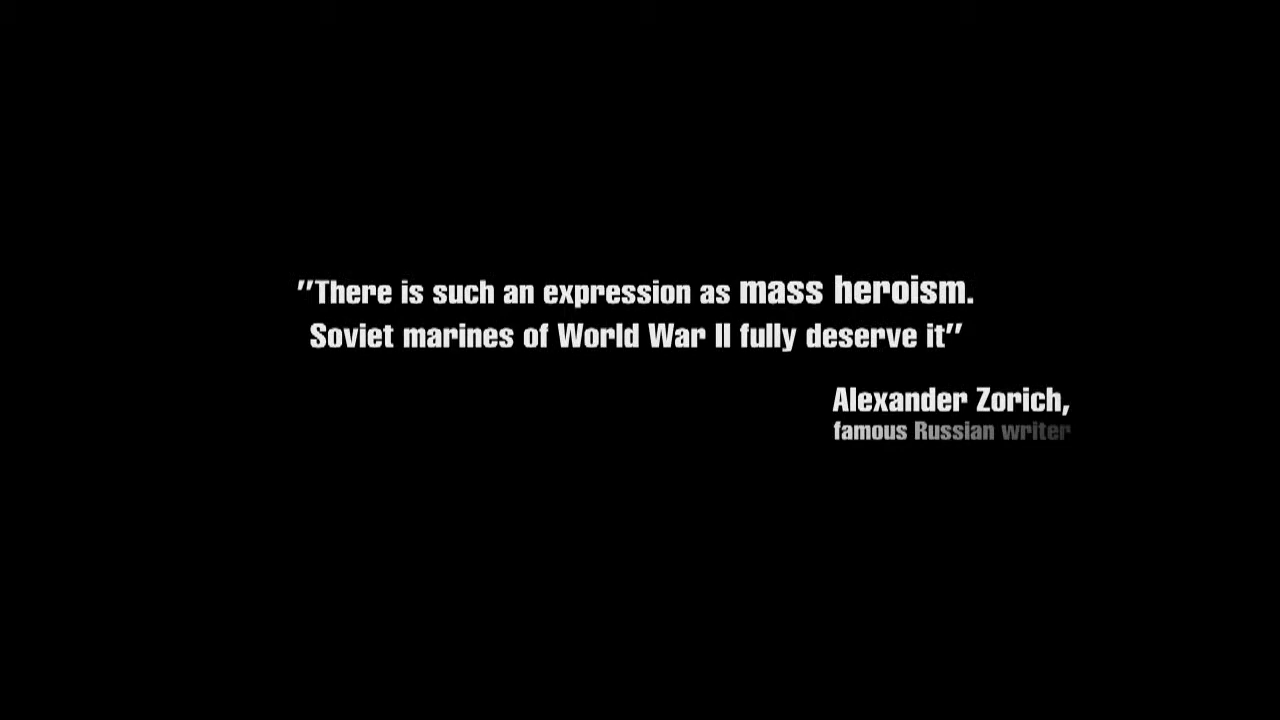 "There is such an expression as mass heroism.
Soviet marines of World War II fully deserve it"
Alexander Zorich,
famous Russian writer